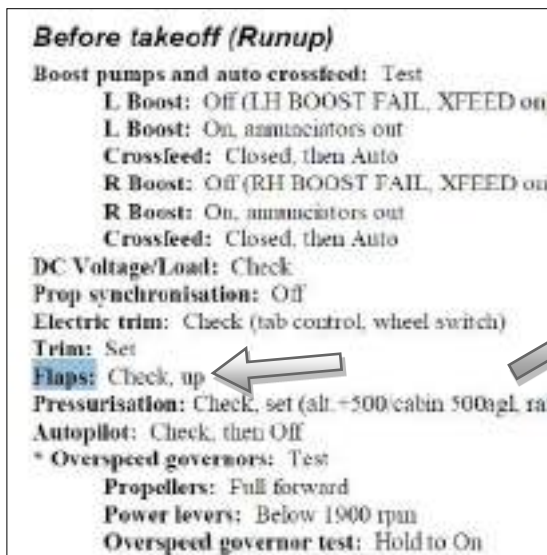 Before takeoff (Runup)
Boost pumps and auto crossfeed: Test
L Boost: Off (LH BOOST FAIL, XFEED on
L Boost: On, annunciators out
Crossfeed: Closed, then Auto
R Boost: Off (RH BOOST FAIL, XFEED on
R Boost: On, annunciators out
Crossfeed: Closed, then Auto
DC Voltage/Load: Check
Prop synchronisation: Off
Electric trim: Check (tab control, wheel switch)
Trim: Set
Flaps: Check, up
Pressurisation: Check, set (alt.+500/cabin 500agl, ra
Autopilot: Check, then Off
* Overspeed governors: Test
Propellers: Full forward
Power levers: Below 1900 rpm
Overspeed governor test: Hold to On